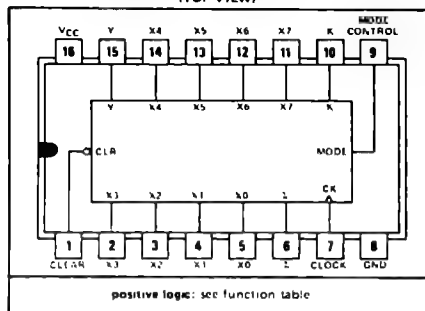 (TOP VIEW)
VCC Y X4 X5 X6 X7 K MODE CONTROL
16 15 14 13 12 11 10 9
Y X4 X5 X6 X7 K
CLR MODE
X3 X2 X1 X0 Σ CK
1 2 3 4 5 6 7 8
CLEAR X3 X2 X1 X0 Σ CLOCK GND
positive logic: see function table